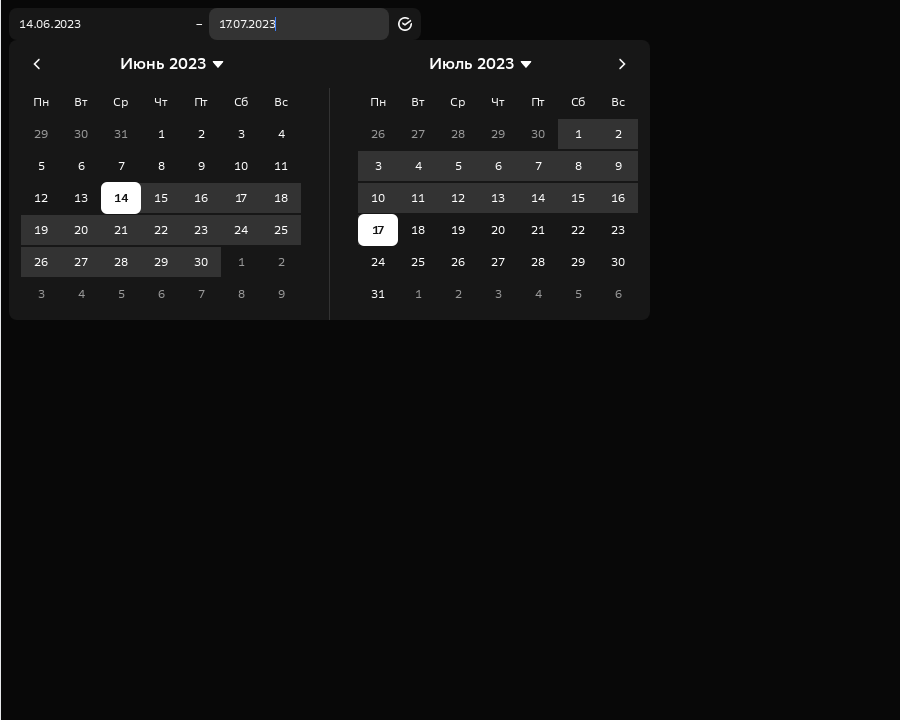 14.06.2023 – 17.07.2023
Июнь 2023
Пн Вт Ср Чт Пт Сб Вс
29 30 31 1 2 3 4
5 6 7 8 9 10 11
12 13 14 15 16 17 18
19 20 21 22 23 24 25
26 27 28 29 30 1 2
3 4 5 6 7 8 9
Июль 2023
Пн Вт Ср Чт Пт Сб Вс
26 27 28 29 30 1 2
3 4 5 6 7 8 9
10 11 12 13 14 15 16
17 18 19 20 21 22 23
24 25 26 27 28 29 30
31 1 2 3 4 5 6